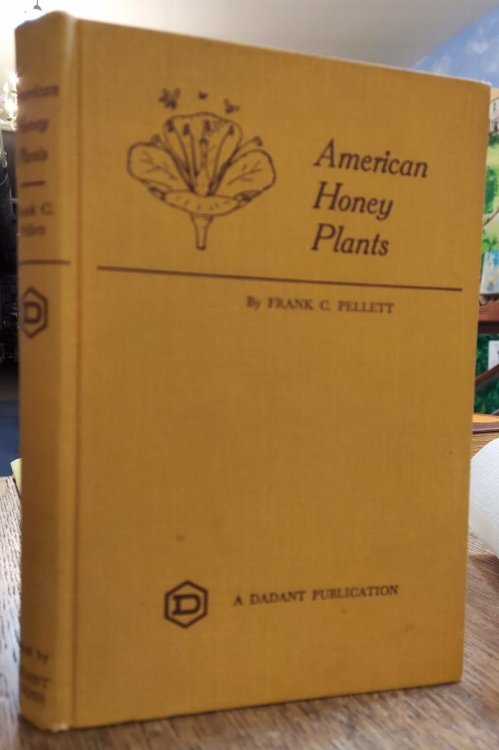 American
Honey
Plants
By FRANK C. PELLETT
D
A DADANT PUBLICATION
American
Honey
Plants
D